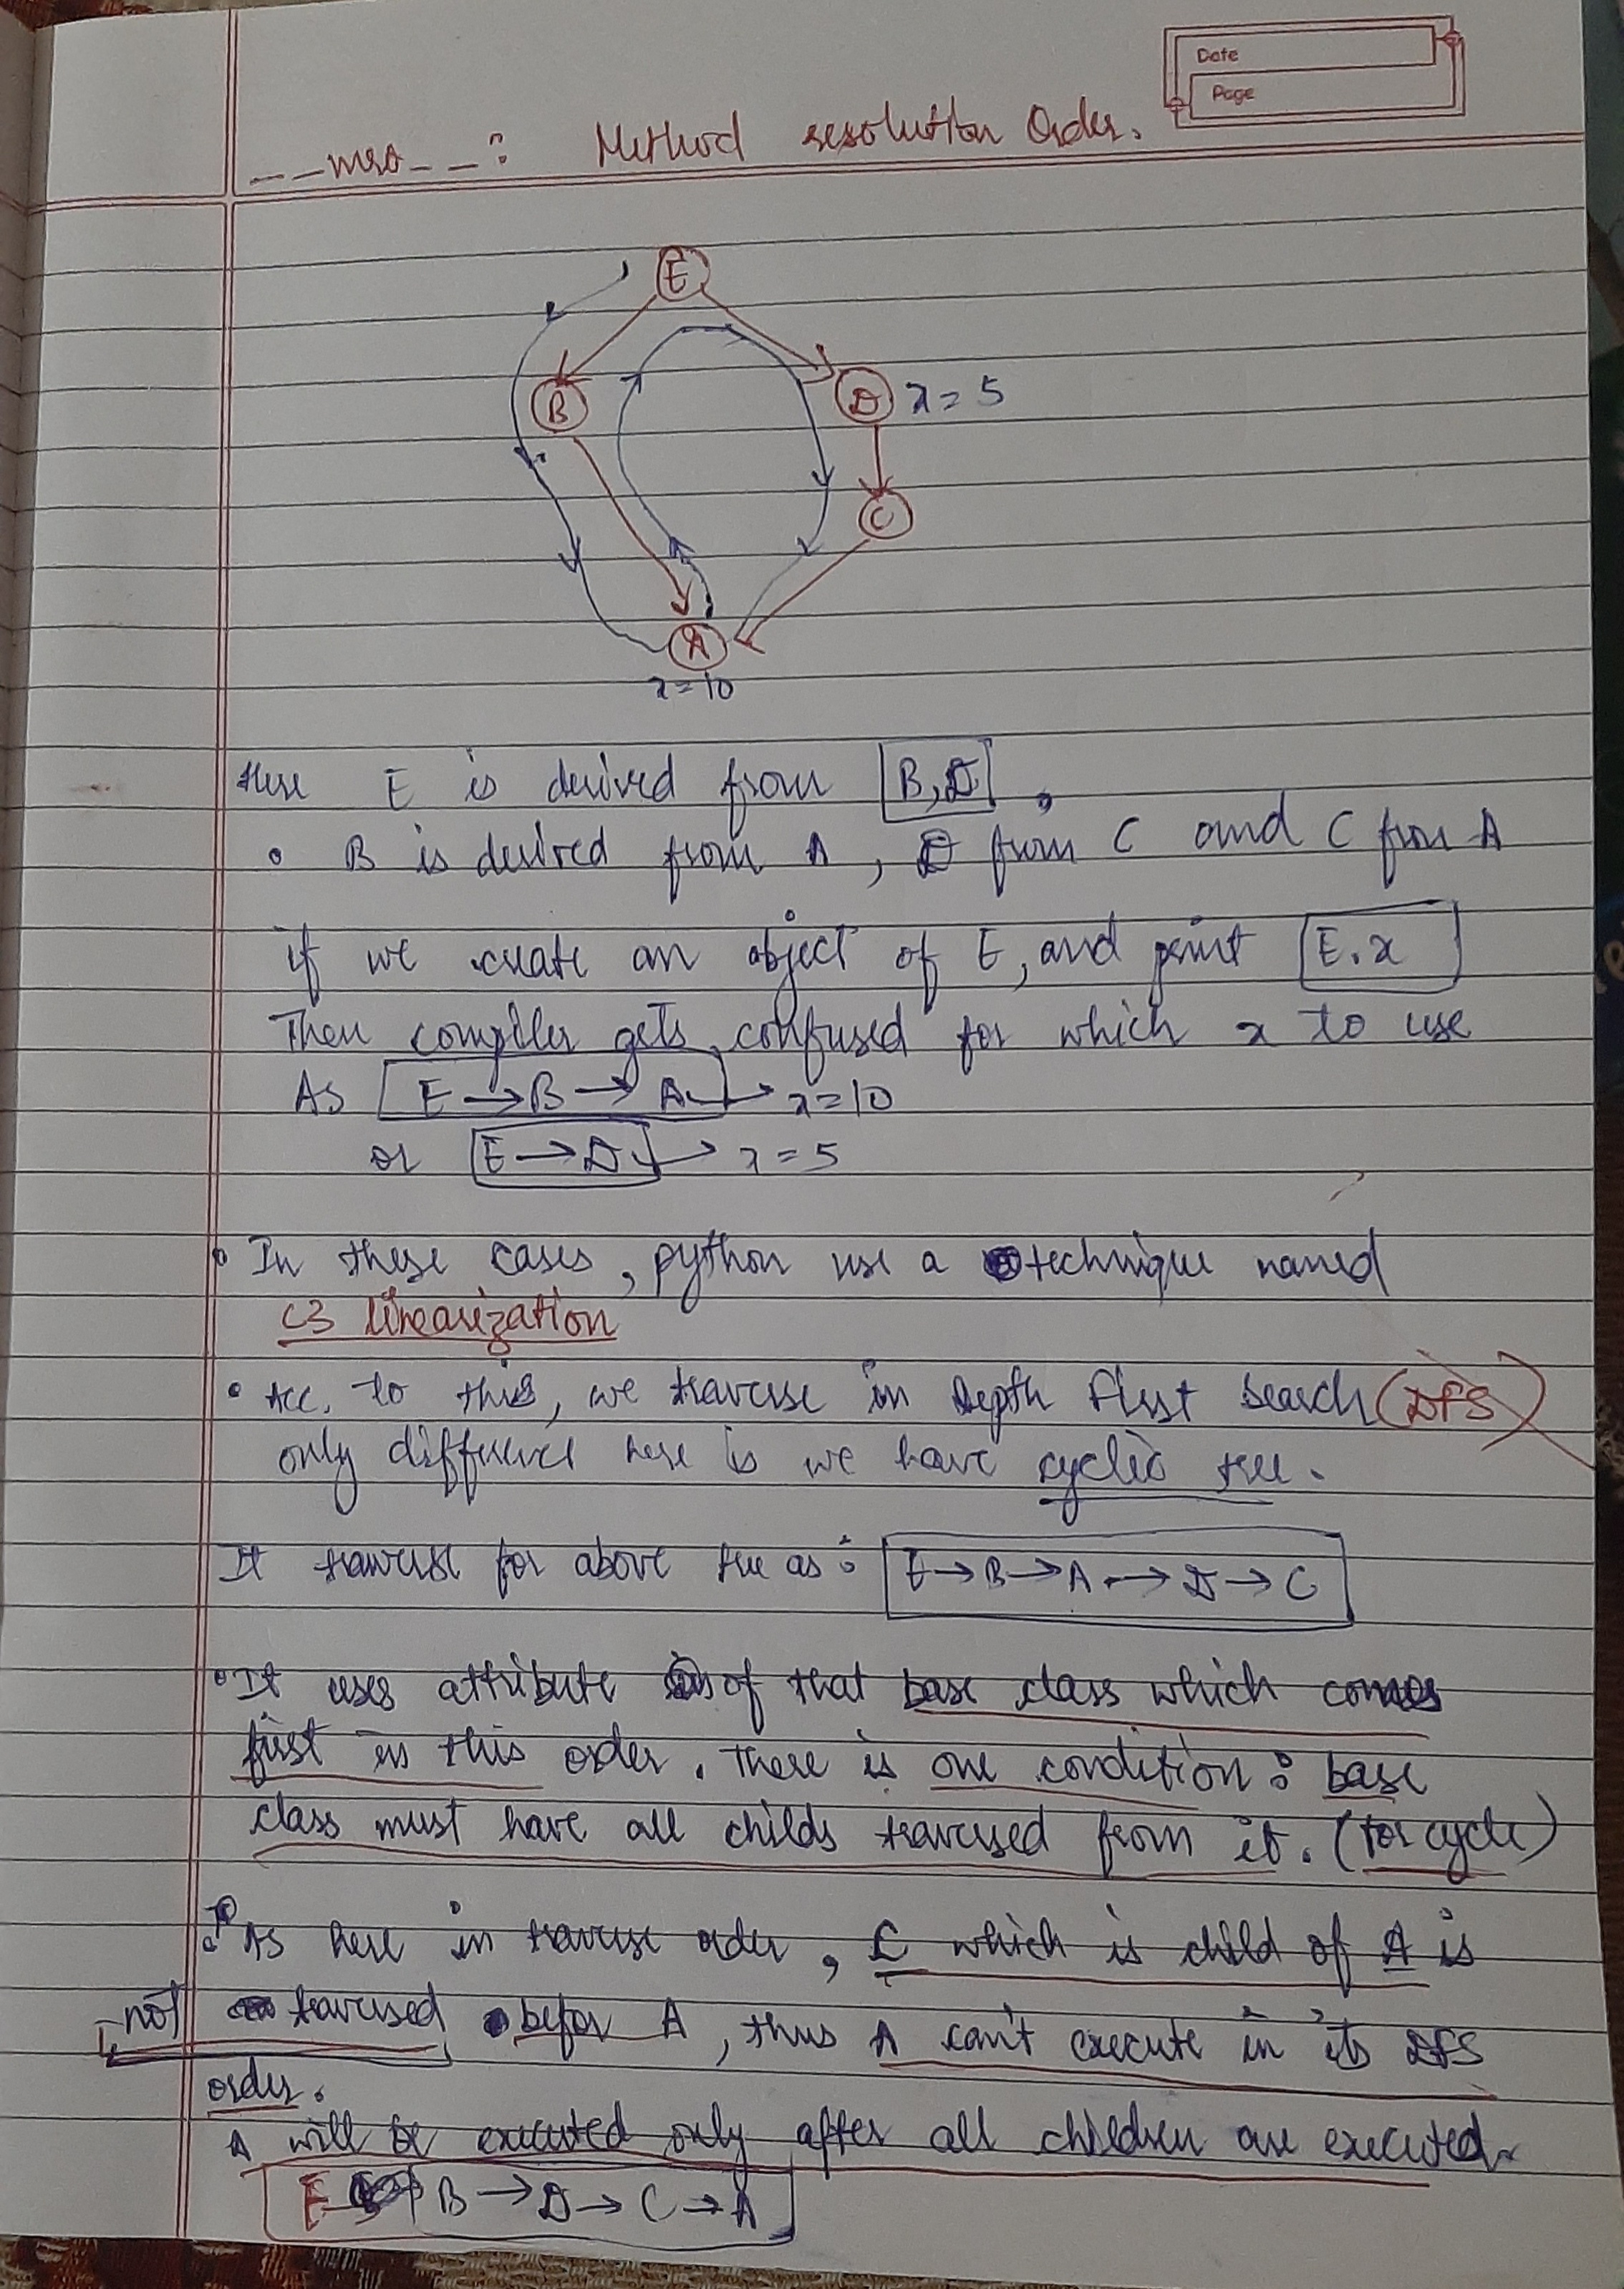 Date
Page
__mro__: Method resolution Order.
E
B
D x = 5
C
A
x = 10
Here E is derived from [B, D],
• B is derived from A, D from C and C from A
if we create an object of E, and print [E.x]
Then compiler gets confused for which x to use
As E → B → A → x = 10
or E → D → x = 5
• In these cases, python use a technique named
C3 linearization
• Acc. to this, we traverse in Depth First Search (DFS)
only difference here is we have cyclic tree.
It traverse for above tree as: E → B → A → D → C
• It uses attribute of that base class which comes
first in this order. There is one condition: base
class must have all childs traversed from it. (for cycle)
As here in traverse order, C which is child of A is
not traversed befor A, thus A can't execute in its DFS
order.
A will be executed only after all children are executed.
E B → D → C → A